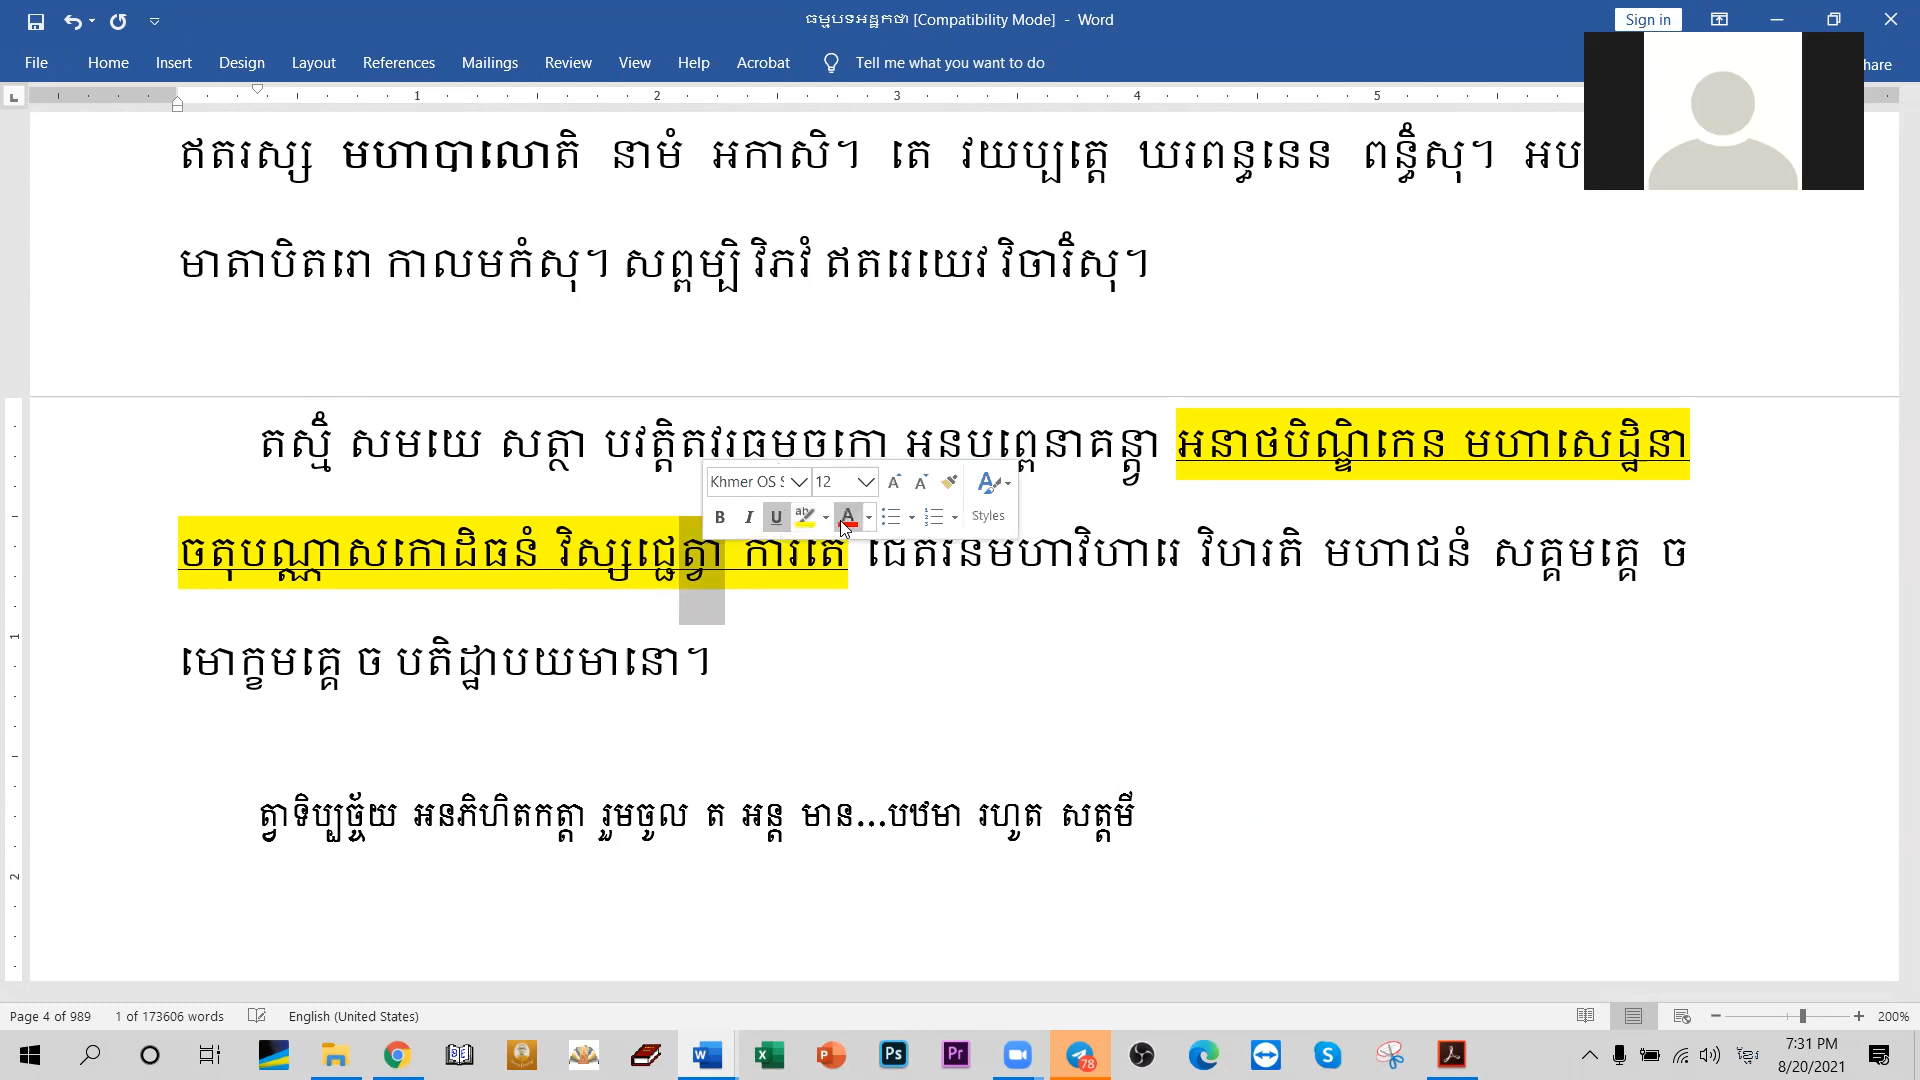 ធម្មបទអដ្ឋកថា [Compatibility Mode] - Word
Sign in
File Home Insert Design Layout References Mailings Review View Help Acrobat Tell me what you want to do hare
1 2 3 4 5
ឥតរស្ស មហាបាលោតិ នាមំ អកាសិ។ តេ វយប្បត្តេ ឃរពន្ធនេន ពន្ធិំសុ។ អប
មាតាបិតរោ កាលមកំសុ។ សព្ពម្បិ វិភវំ ឥតរេយេវ វិចារិំសុ។
តស្មិំ សមយេ សត្ថា បវត្តិតវរធមចកោ អនបព្ពេនាគន្ត្វា អនាថបិណ្ឌិកេន មហាសេដ្ឋិនា
Khmer OS S 12
B I U Styles
ចតុបណ្ណាសកោដិធនំ វិស្សជ្ជេត្វា ការតេ ជេតវនមហាវិហារេ វិហរតិ មហាជនំ សគ្គមគ្គេ ច
មោក្ខមគ្គេ ច បតិដ្ឋាបយមានោ។
ត្វាទិប្បច្ច័យ អនភិហិតកត្តា រួមចូល ត អន្ត មាន...បឋមា រហូត សត្តមី
1
2
Page 4 of 989 1 of 173606 words English (United States) 200%
78 ខ្មែរ 7:31 PM
8/20/2021